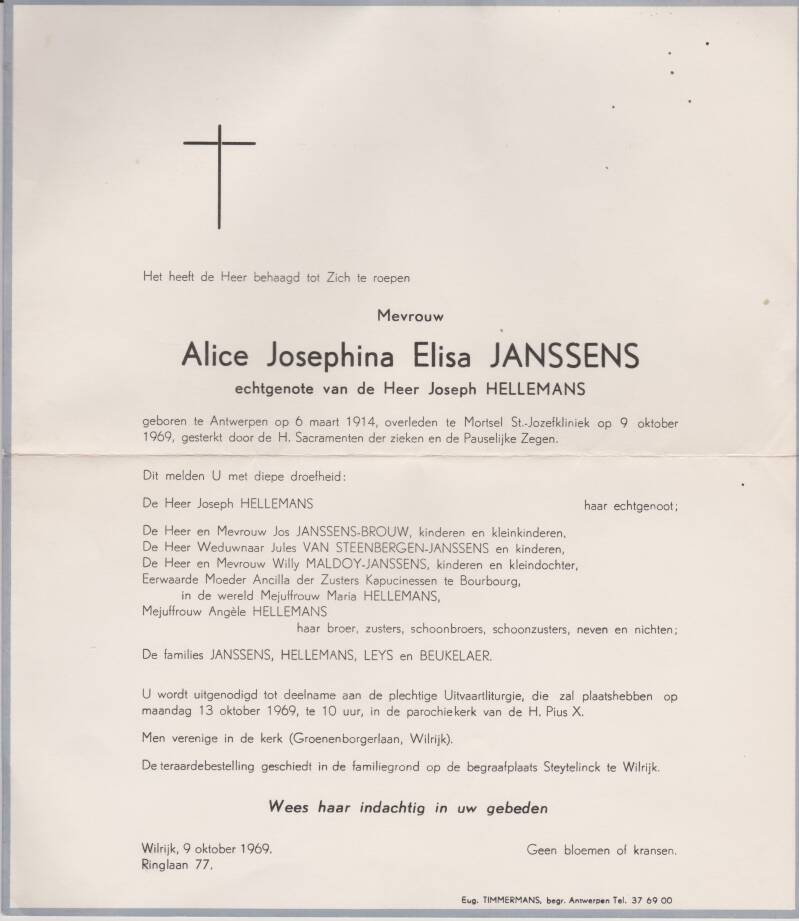 Het heeft de Heer behaagd tot Zich te roepen
Mevrouw
Alice Josephina Elisa JANSSENS
echtgenote van de Heer Joseph HELLEMANS
geboren te Antwerpen op 6 maart 1914, overleden te Mortsel St.-Jozefkliniek op 9 oktober
1969, gesterkt door de H. Sacramenten der zieken en de Pauselijke Zegen.
Dit melden U met diepe droefheid:
De Heer Joseph HELLEMANS haar echtgenoot;
De Heer en Mevrouw Jos JANSSENS-BROUW, kinderen en kleinkinderen,
De Heer Weduwnaar Jules VAN STEENBERGEN-JANSSENS en kinderen,
De Heer en Mevrouw Willy MALDOY-JANSSENS, kinderen en kleindochter,
Eerwaarde Moeder Ancilla der Zusters Kapucinessen te Bourbourg,
in de wereld Mejuffrouw Maria HELLEMANS,
Mejuffrouw Angèle HELLEMANS
haar broer, zusters, schoonbroers, schoonzusters, neven en nichten;
De families JANSSENS, HELLEMANS, LEYS en BEUKELAER.
U wordt uitgenodigd tot deelname aan de plechtige Uitvaartliturgie, die zal plaatshebben op
maandag 13 oktober 1969, te 10 uur, in de parochiekerk van de H. Pius X.
Men verenige in de kerk (Groenenborgerlaan, Wilrijk).
De teraardebestelling geschiedt in de familiegrond op de begraafplaats Steytelinck te Wilrijk.
Wees haar indachtig in uw gebeden
Wilrijk, 9 oktober 1969. Geen bloemen of kransen.
Ringlaan 77.
Eug. TIMMERMANS, begr. Antwerpen Tel. 37 69 00